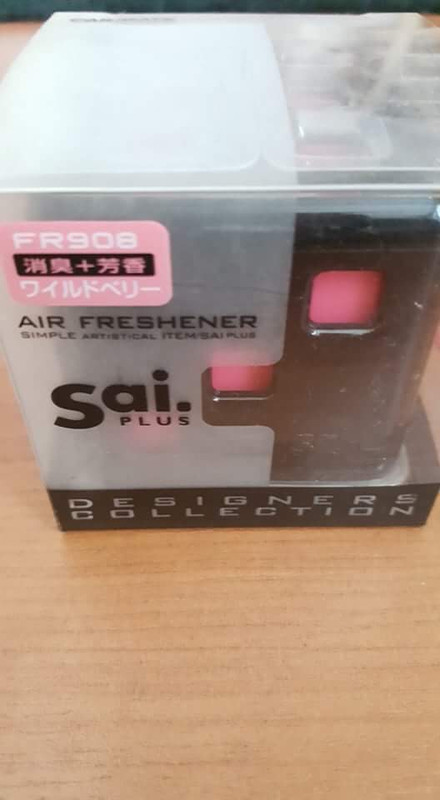 FR908
消臭+芳香
ワイルドベリー
AIR FRESHENER
SIMPLE ARTISTICAL ITEM/SAI PLUS
Sai.
PLUS
DESIGNERS
COLLECTION